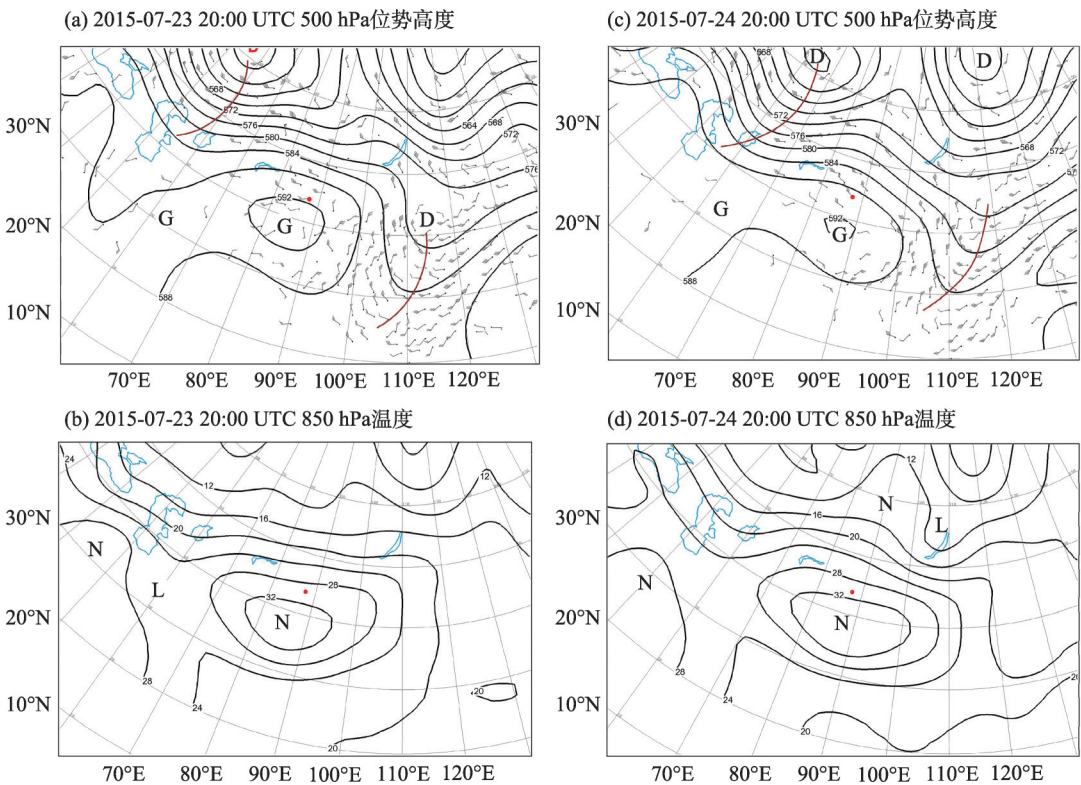 (a) 2015-07-23 20:00 UTC 500 hPa位势高度
(c) 2015-07-24 20:00 UTC 500 hPa位势高度
30°N
20°N
10°N
568
572
576
580
584
592
588
564
568
572
576
G
G
D
D
70°E
80°E
90°E
100°E
110°E
120°E
30°N
20°N
10°N
568
572
576
580
584
592
588
568
572
D
D
G
G
70°E
80°E
90°E
100°E
110°E
120°E
(b) 2015-07-23 20:00 UTC 850 hPa温度
(d) 2015-07-24 20:00 UTC 850 hPa温度
30°N
20°N
10°N
24
12
12
16
20
28
32
28
24
20
20
N
L
N
70°E
80°E
90°E
100°E
110°E
120°E
30°N
20°N
10°N
12
16
20
28
32
28
24
20
20
N
L
N
N
70°E
80°E
90°E
100°E
110°E
120°E